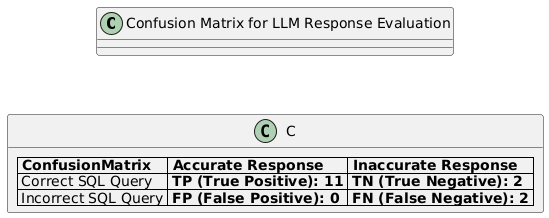 C Confusion Matrix for LLM Response Evaluation
C C
ConfusionMatrix Accurate Response Inaccurate Response
Correct SQL Query TP (True Positive): 11 TN (True Negative): 2
Incorrect SQL Query FP (False Positive): 0 FN (False Negative): 2